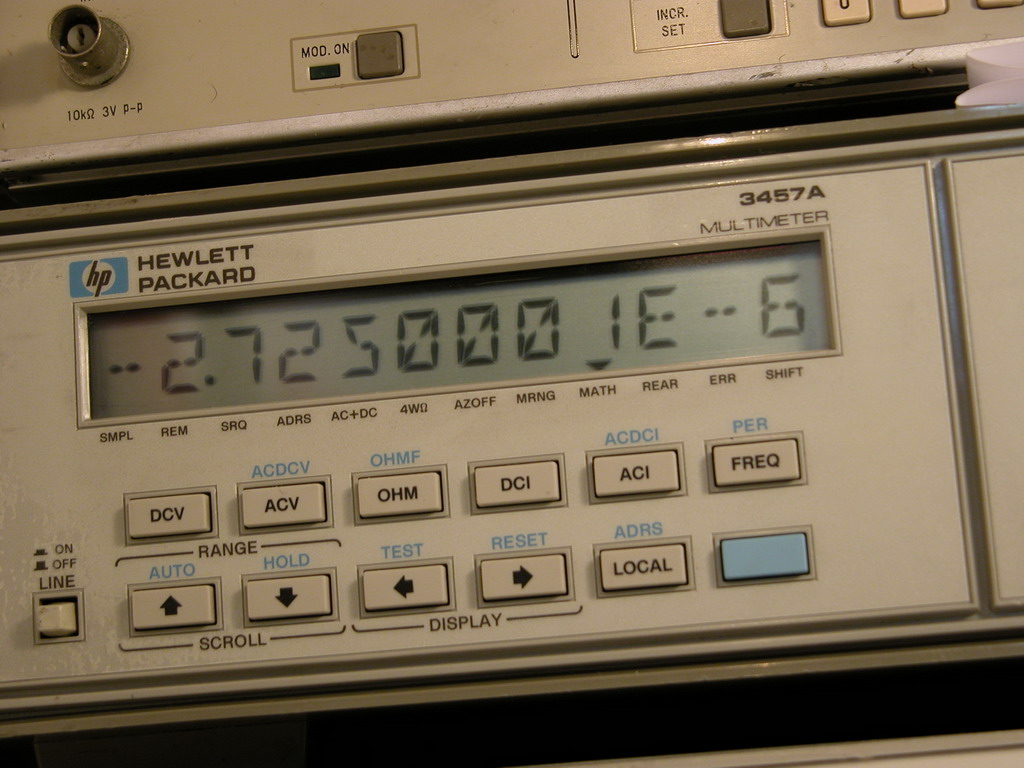 MOD. ON
INCR.
SET
10kΩ 3V p-p
3457A
MULTIMETER
hp HEWLETT
PACKARD
-2.7250001E-6
SMPL REM SRQ ADRS AC+DC 4WΩ AZOFF MRNG MATH REAR ERR SHIFT
ACDCV OHMF ACDCI PER
DCV ACV OHM DCI ACI FREQ
RANGE
ON
OFF
LINE
AUTO HOLD TEST RESET ADRS
LOCAL
SCROLL DISPLAY